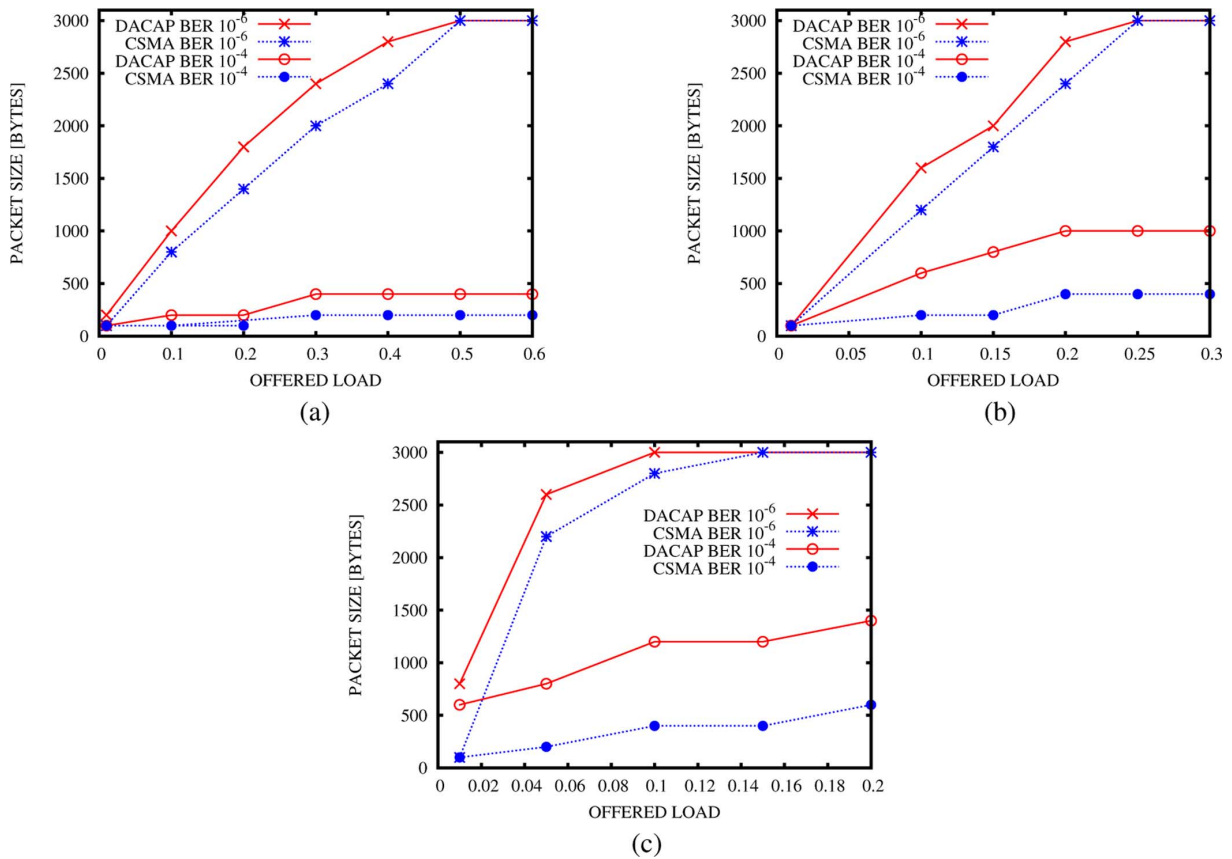 3000
2500
2000
1500
1000
500
0
PACKET SIZE [BYTES]
DACAP BER 10-6
CSMA BER 10-6
DACAP BER 10-4
CSMA BER 10-4
0 0.1 0.2 0.3 0.4 0.5 0.6
OFFERED LOAD
(a)
3000
2500
2000
1500
1000
500
0
PACKET SIZE [BYTES]
DACAP BER 10-6
CSMA BER 10-6
DACAP BER 10-4
CSMA BER 10-4
0.05 0.1 0.15 0.2 0.25 0.3
OFFERED LOAD
(b)
3000
2500
2000
1500
1000
500
0
PACKET SIZE [BYTES]
DACAP BER 10-6
CSMA BER 10-6
DACAP BER 10-4
CSMA BER 10-4
0 0.02 0.04 0.06 0.08 0.1 0.12 0.14 0.16 0.18 0.2
OFFERED LOAD
(c)